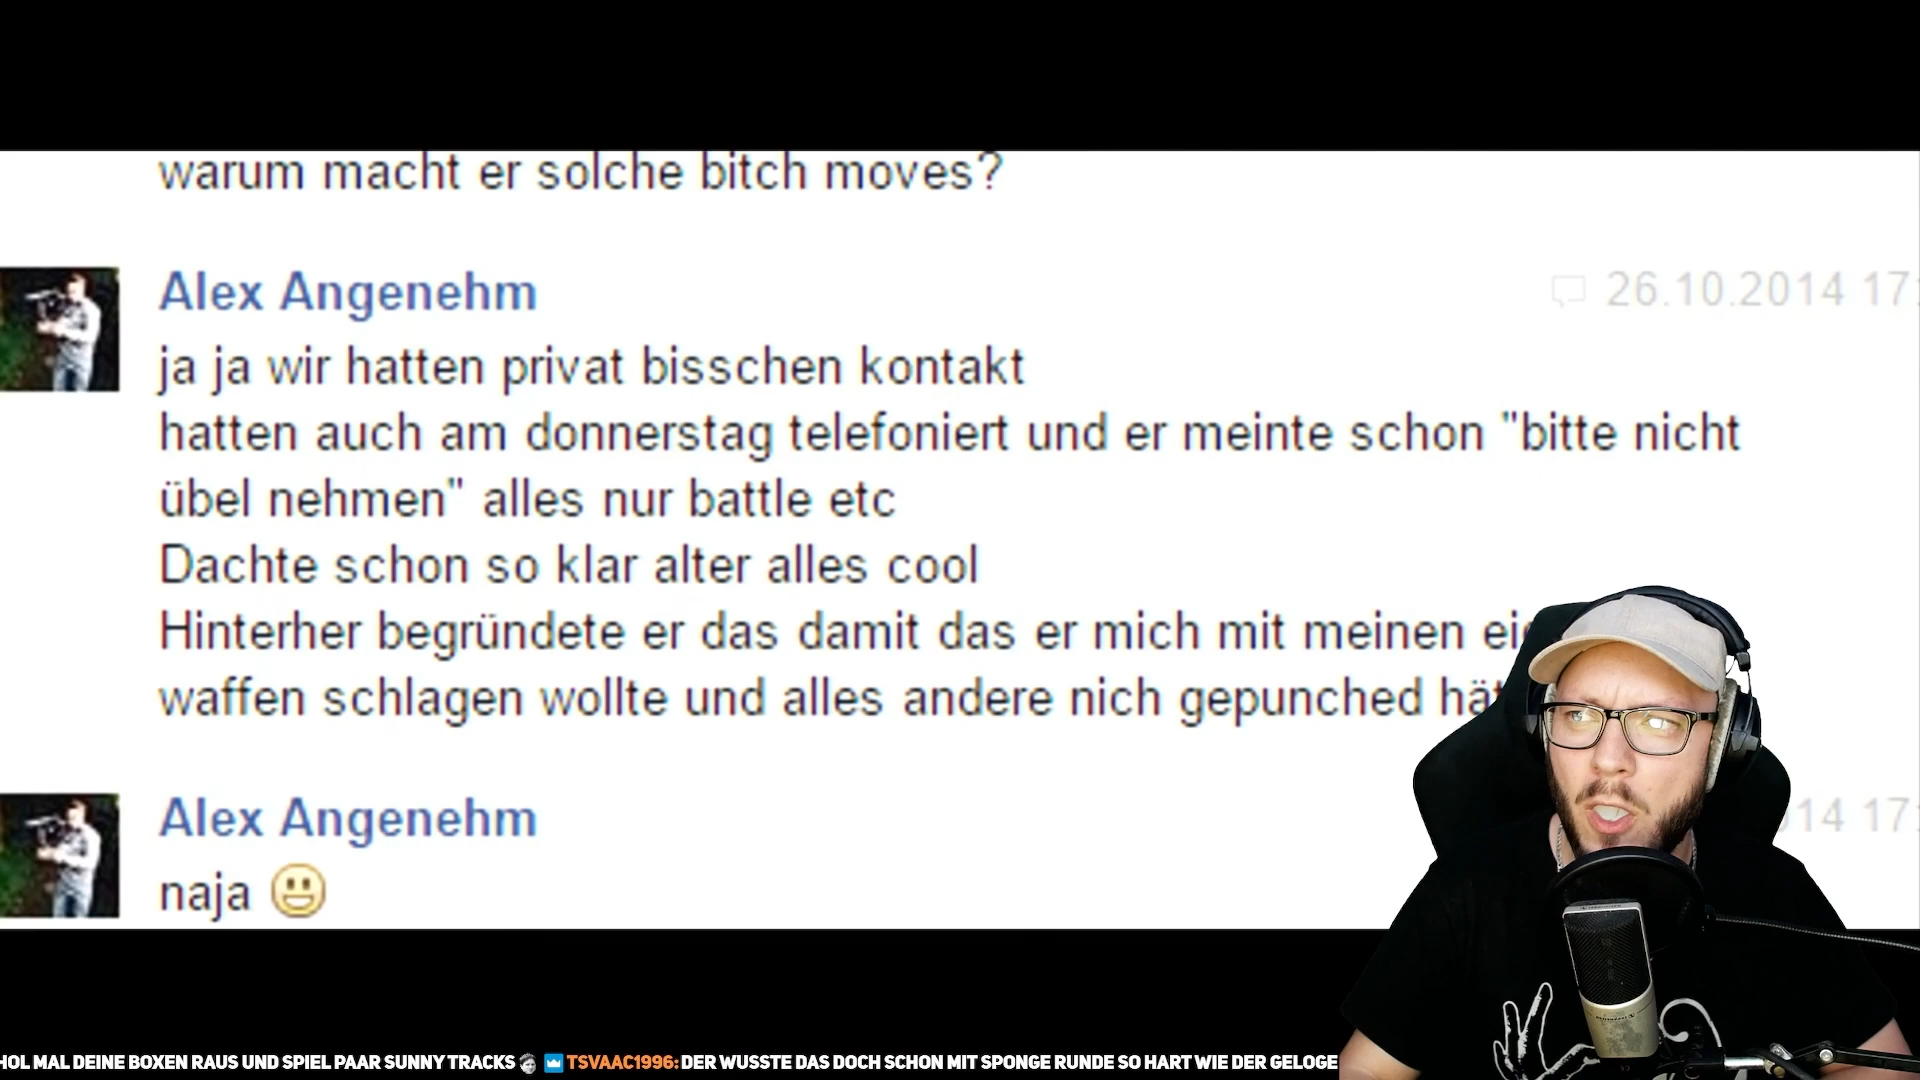 warum macht er solche bitch moves?
Alex Angenehm
26.10.2014 17:
ja ja wir hatten privat bisschen kontakt
hatten auch am donnerstag telefoniert und er meinte schon "bitte nicht
übel nehmen" alles nur battle etc
Dachte schon so klar alter alles cool
Hinterher begründete er das damit das er mich mit meinen
waffen schlagen wollte und alles andere nich gepunched
Alex Angenehm
14 17:
naja
HOL MAL DEINE BOXEN RAUS UND SPIEL PAAR SUNNY TRACKS TSVAAC1996: DER WUSSTE DAS DOCH SCHON MIT SPONGE RUNDE SO HART WIE DER GELOGE